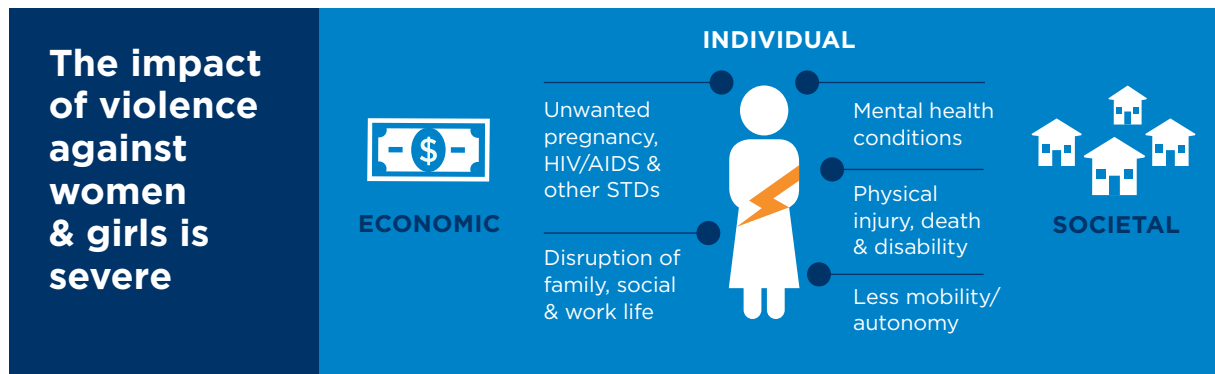 The impact
of violence
against
women
& girls is
severe
$
ECONOMIC
INDIVIDUAL
Unwanted
pregnancy,
HIV/AIDS &
other STDs
Disruption of
family, social
& work life
Mental health
conditions
Physical
injury, death
& disability
Less mobility/
autonomy
SOCIETAL